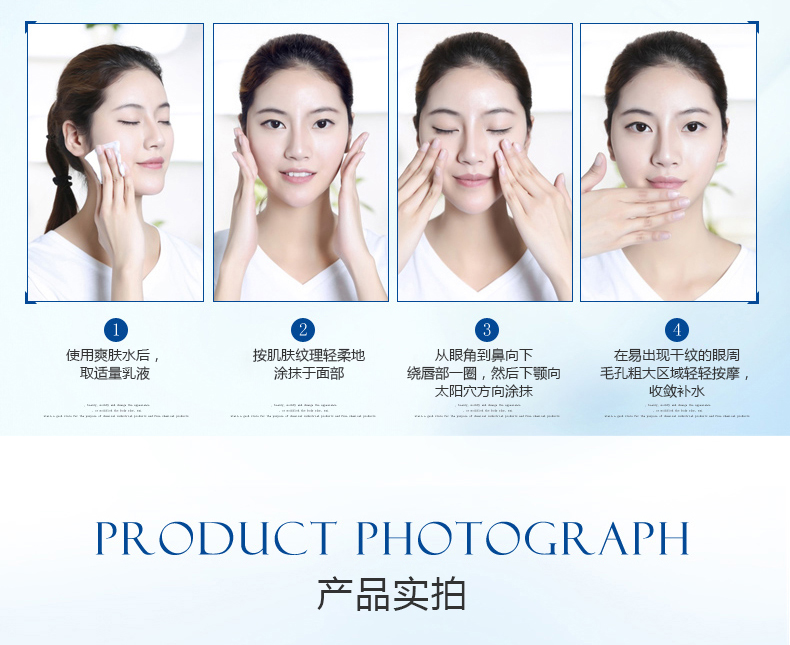 1
使用爽肤水后，
取适量乳液
2
按肌肤纹理轻柔地
涂抹于面部
3
从眼角到鼻向下
绕唇部一圈，然后下颚向
太阳穴方向涂抹
4
在易出现干纹的眼周
毛孔粗大区域轻轻按摩，
收敛补水
PRODUCT PHOTOGRAPH
产品实拍